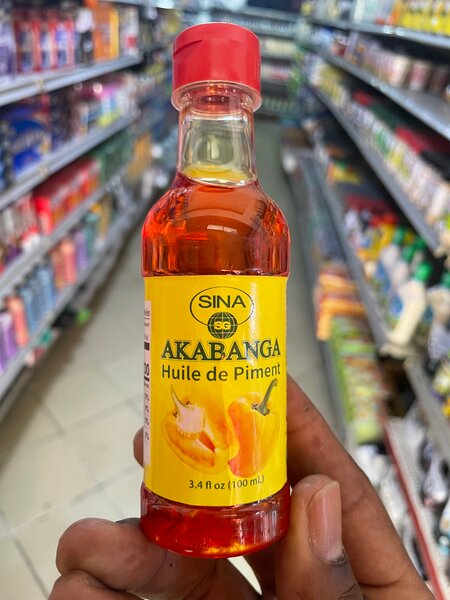 SINA
SG
AKABANGA
Huile de Piment
3.4 fl oz (100 mL)